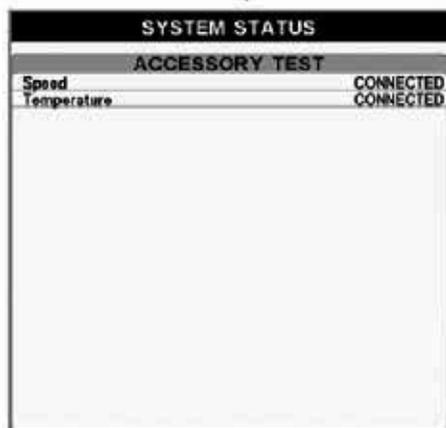 SYSTEM STATUS
ACCESSORY TEST
Speed CONNECTED
Temperature CONNECTED